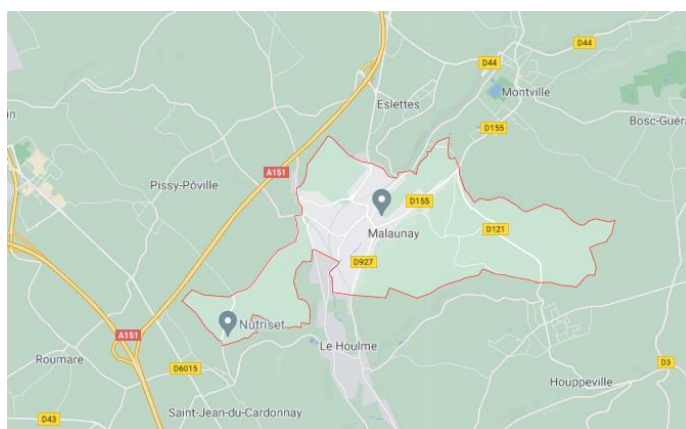 D44
D44
Montville
Eslettes
Bosc-Guéra
D155
in
A151
Pissy-Pôville
D155
D121
Malaunay
D927
Nutriset
A151
Le Houlme
Roumare
D6015
D3
Houppeville
Saint-Jean-du-Cardonnay
D43